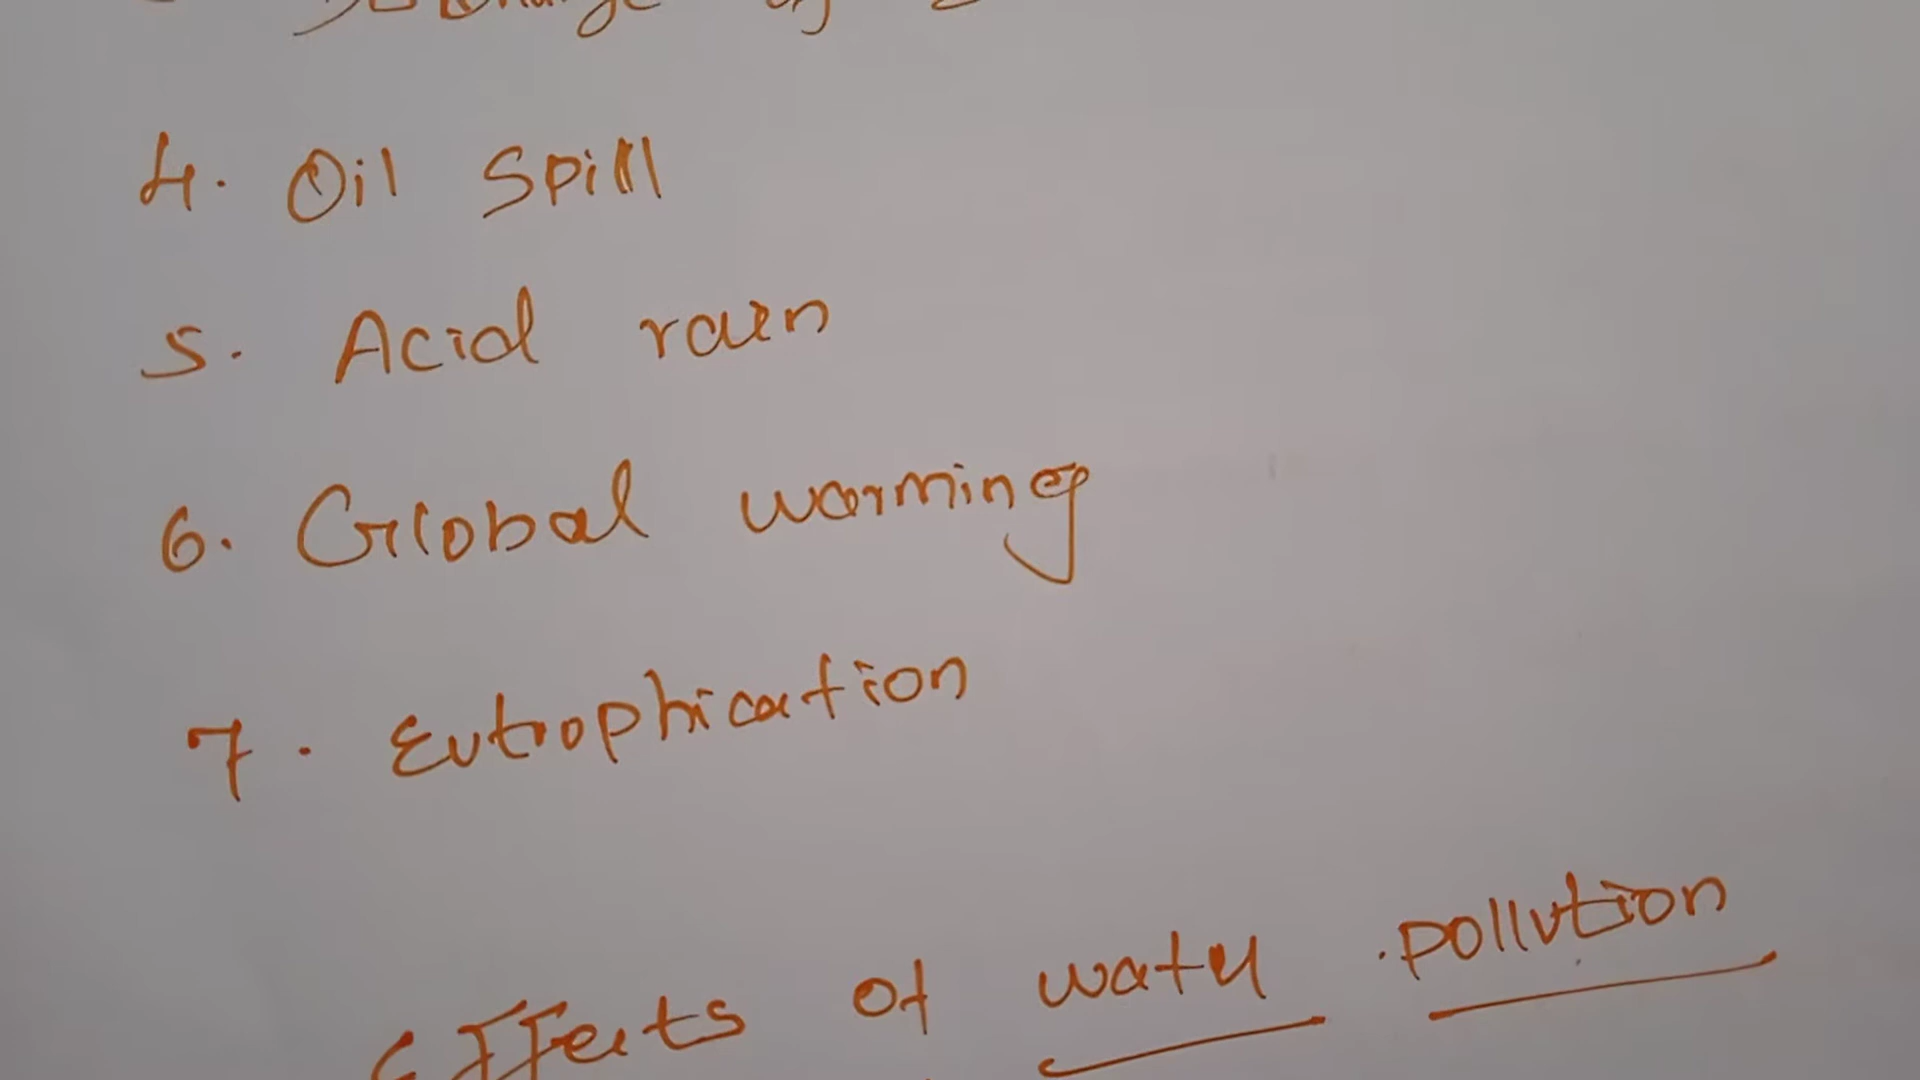 4. Oil Spill
5. Acid rain
6. Global warming
7. Eutrophication
Effects of water pollution